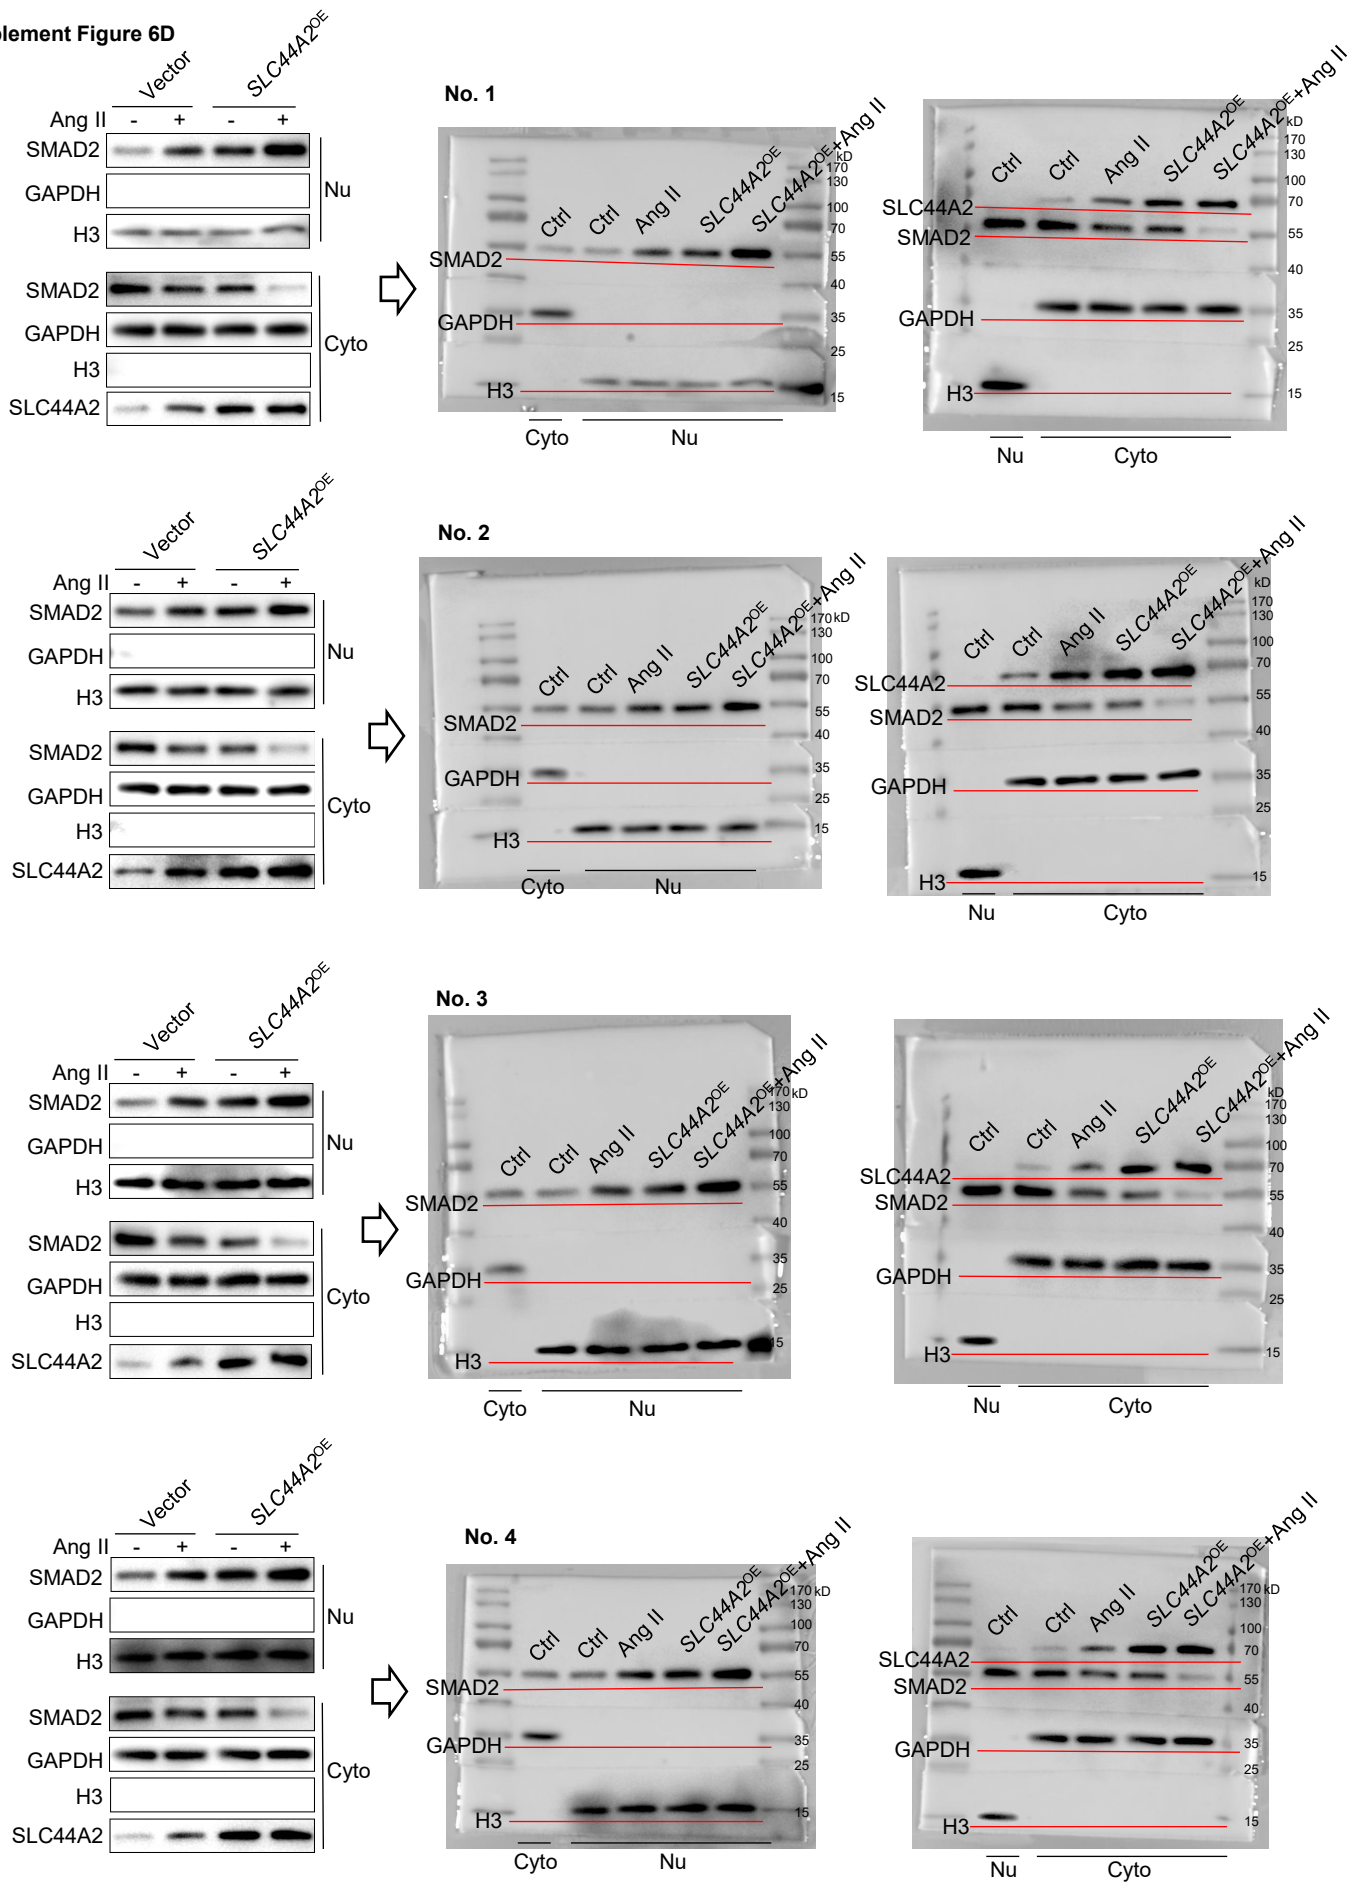 plement Figure 6D
Vector SLC44A2OE
Ang II - + - +
SMAD2
GAPDH
H3
Nu
SMAD2
GAPDH
H3
SLC44A2
Cyto
No. 1
Ctrl Ctrl Ang II SLC44A2OE SLC44A2OE+Ang II
kD
170
130
100
70
55
40
35
25
15
SMAD2
GAPDH
H3
Cyto Nu
Ctrl Ctrl Ang II SLC44A2OE SLC44A2OE+Ang II
kD
170
130
100
70
55
40
35
25
15
SLC44A2
SMAD2
GAPDH
H3
Nu Cyto
Vector SLC44A2OE
Ang II - + - +
SMAD2
GAPDH
H3
Nu
SMAD2
GAPDH
H3
SLC44A2
Cyto
No. 2
Ctrl Ctrl Ang II SLC44A2OE SLC44A2OE+Ang II
170 kD
130
100
70
55
40
35
25
15
SMAD2
GAPDH
H3
Cyto Nu
Ctrl Ctrl Ang II SLC44A2OE SLC44A2OE+Ang II
kD
170
130
100
70
55
40
35
25
15
SLC44A2
SMAD2
GAPDH
H3
Nu Cyto
Vector SLC44A2OE
Ang II - + - +
SMAD2
GAPDH
H3
Nu
SMAD2
GAPDH
H3
SLC44A2
Cyto
No. 3
Ctrl Ctrl Ang II SLC44A2OE SLC44A2OE+Ang II
170 kD
130
100
70
55
40
35
25
15
SMAD2
GAPDH
H3
Cyto Nu
Ctrl Ctrl Ang II SLC44A2OE SLC44A2OE+Ang II
kD
170
130
100
70
55
40
35
25
15
SLC44A2
SMAD2
GAPDH
H3
Nu Cyto
Vector SLC44A2OE
Ang II - + - +
SMAD2
GAPDH
H3
Nu
SMAD2
GAPDH
H3
SLC44A2
Cyto
No. 4
Ctrl Ctrl Ang II SLC44A2OE SLC44A2OE+Ang II
170 kD
130
100
70
55
40
35
25
15
SMAD2
GAPDH
H3
Cyto Nu
Ctrl Ctrl Ang II SLC44A2OE SLC44A2OE+Ang II
170 kD
130
100
70
55
40
35
25
15
SLC44A2
SMAD2
GAPDH
H3
Nu Cyto